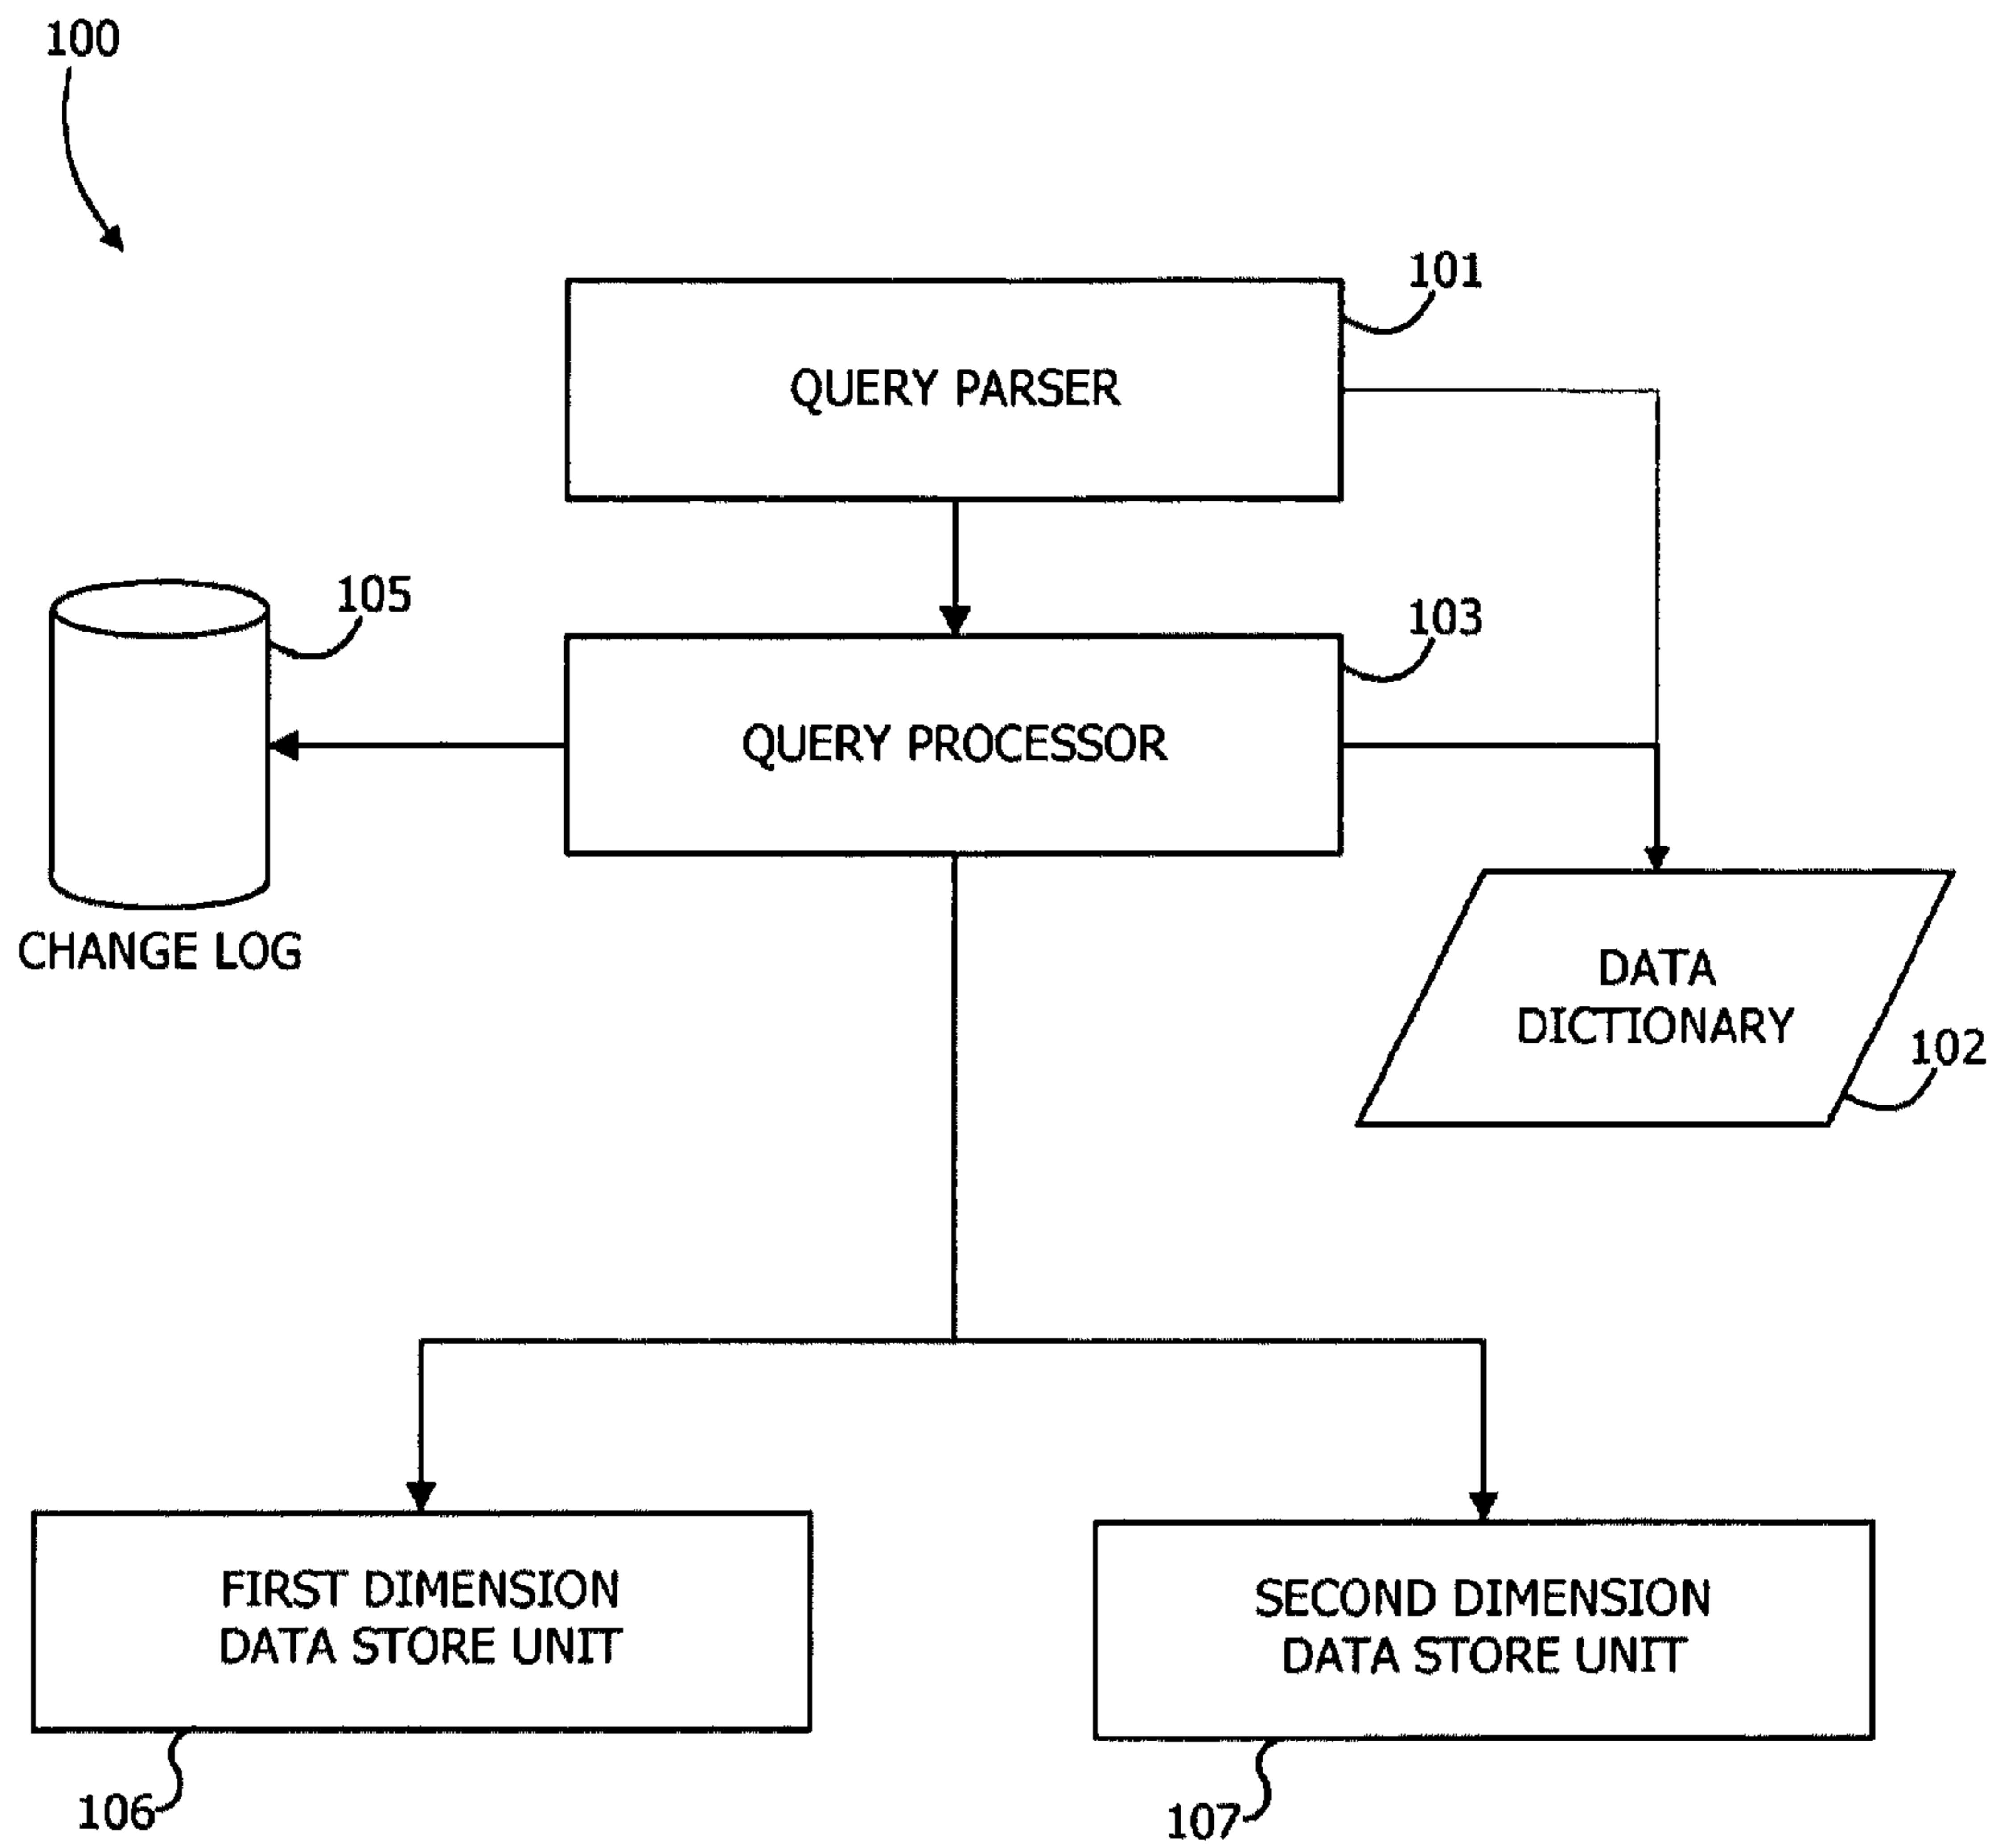 100
101
QUERY PARSER
105
103
QUERY PROCESSOR
CHANGE LOG
DATA
DICTIONARY
102
FIRST DIMENSION
DATA STORE UNIT
SECOND DIMENSION
DATA STORE UNIT
106
107